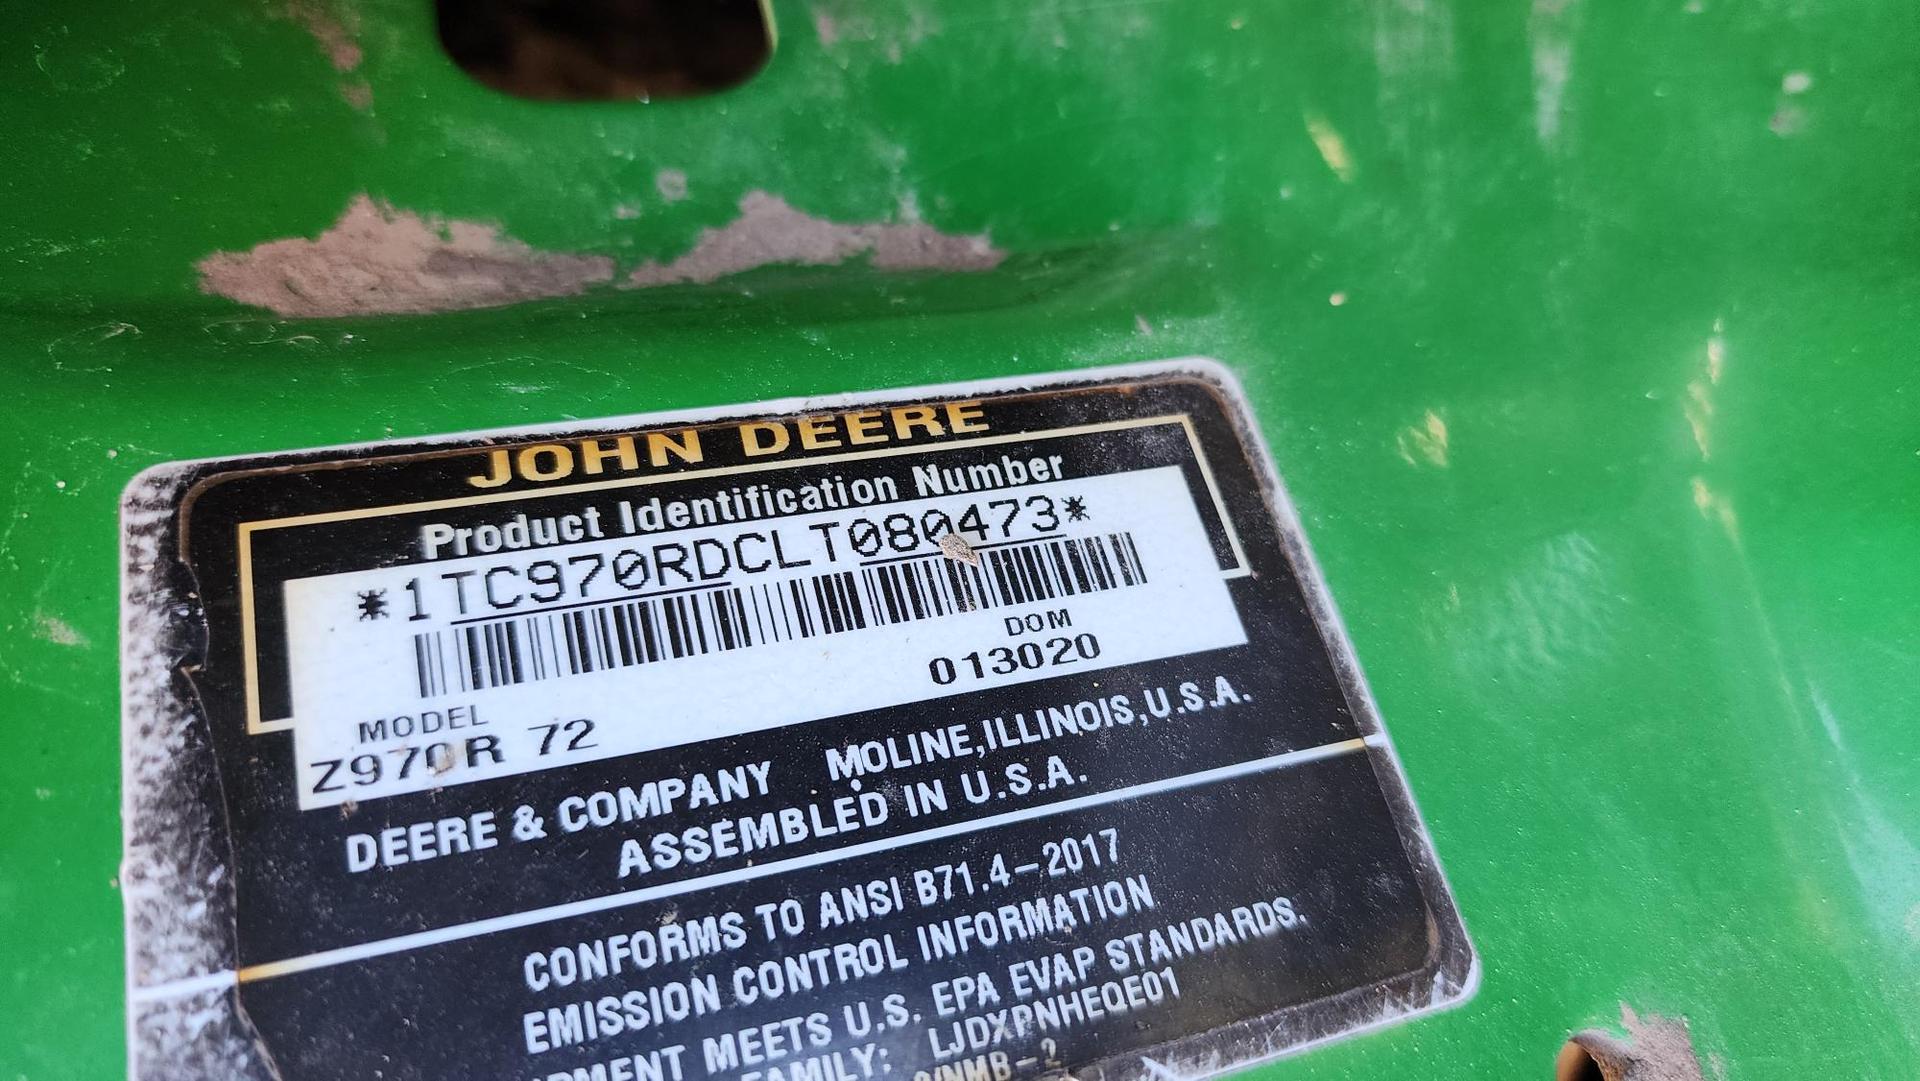 JOHN DEERE
Product Identification Number
*1TC970RDCLT080473*
DOM
013020
MODEL
Z970R 72
DEERE & COMPANY MOLINE,ILLINOIS,U.S.A.
ASSEMBLED IN U.S.A.
CONFORMS TO ANSI B71.4-2017
EMISSION CONTROL INFORMATION
MEETS U.S. EPA EVAP STANDARDS.
FAMILY: LJDXPNHEQE01